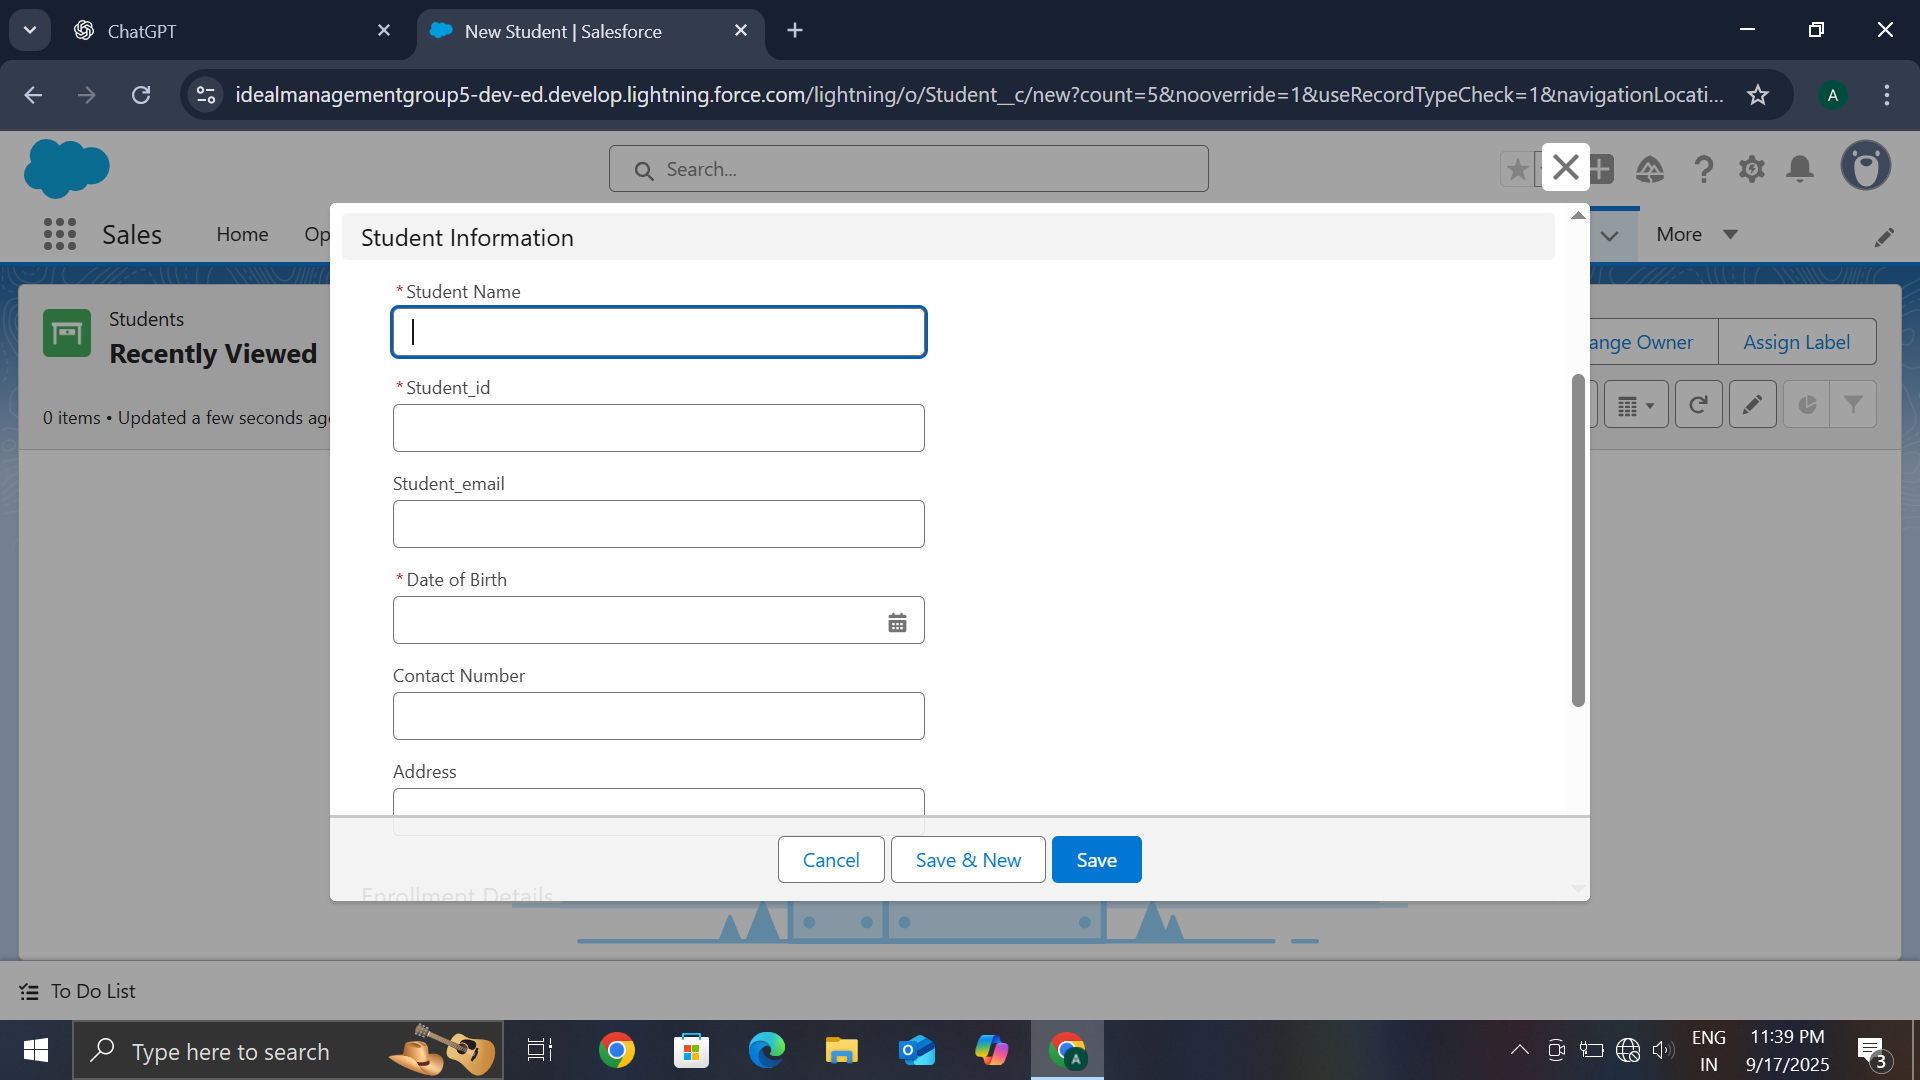 ChatGPT
New Student | Salesforce
idealmanagementgroup5-dev-ed.develop.lightning.force.com/lightning/o/Student__c/new?count=5&nooverride=1&useRecordTypeCheck=1&navigationLocati...
A
Search...
Sales
Home
Op
More
Students
Recently Viewed
0 items • Updated a few seconds ag
ange Owner
Assign Label
Student Information
*Student Name
*Student_id
Student_email
*Date of Birth
Contact Number
Address
Cancel
Save & New
Save
Enrollment Details
To Do List
Type here to search
A
ENG
IN
11:39 PM
9/17/2025
3